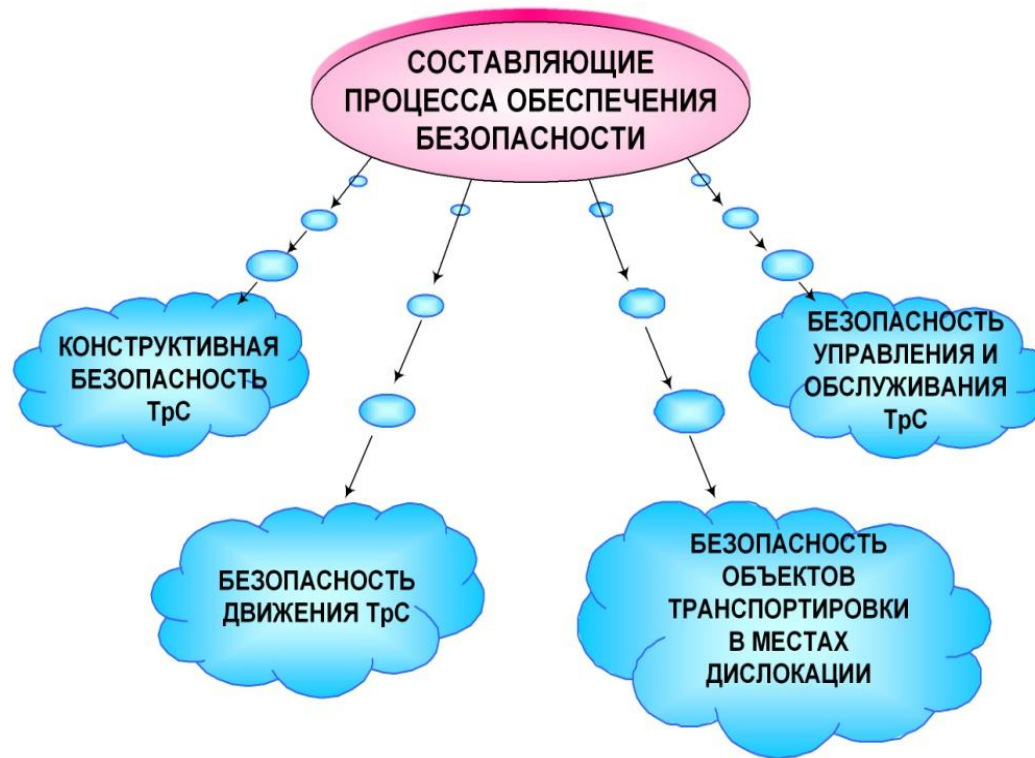 СОСТАВЛЯЮЩИЕ
ПРОЦЕССА ОБЕСПЕЧЕНИЯ
БЕЗОПАСНОСТИ
КОНСТРУКТИВНАЯ
БЕЗОПАСНОСТЬ
ТрС
БЕЗОПАСНОСТЬ
УПРАВЛЕНИЯ И
ОБСЛУЖИВАНИЯ
ТрС
БЕЗОПАСНОСТЬ
ДВИЖЕНИЯ ТрС
БЕЗОПАСНОСТЬ
ОБЪЕКТОВ
ТРАНСПОРТИРОВКИ
В МЕСТАХ
ДИСЛОКАЦИИ